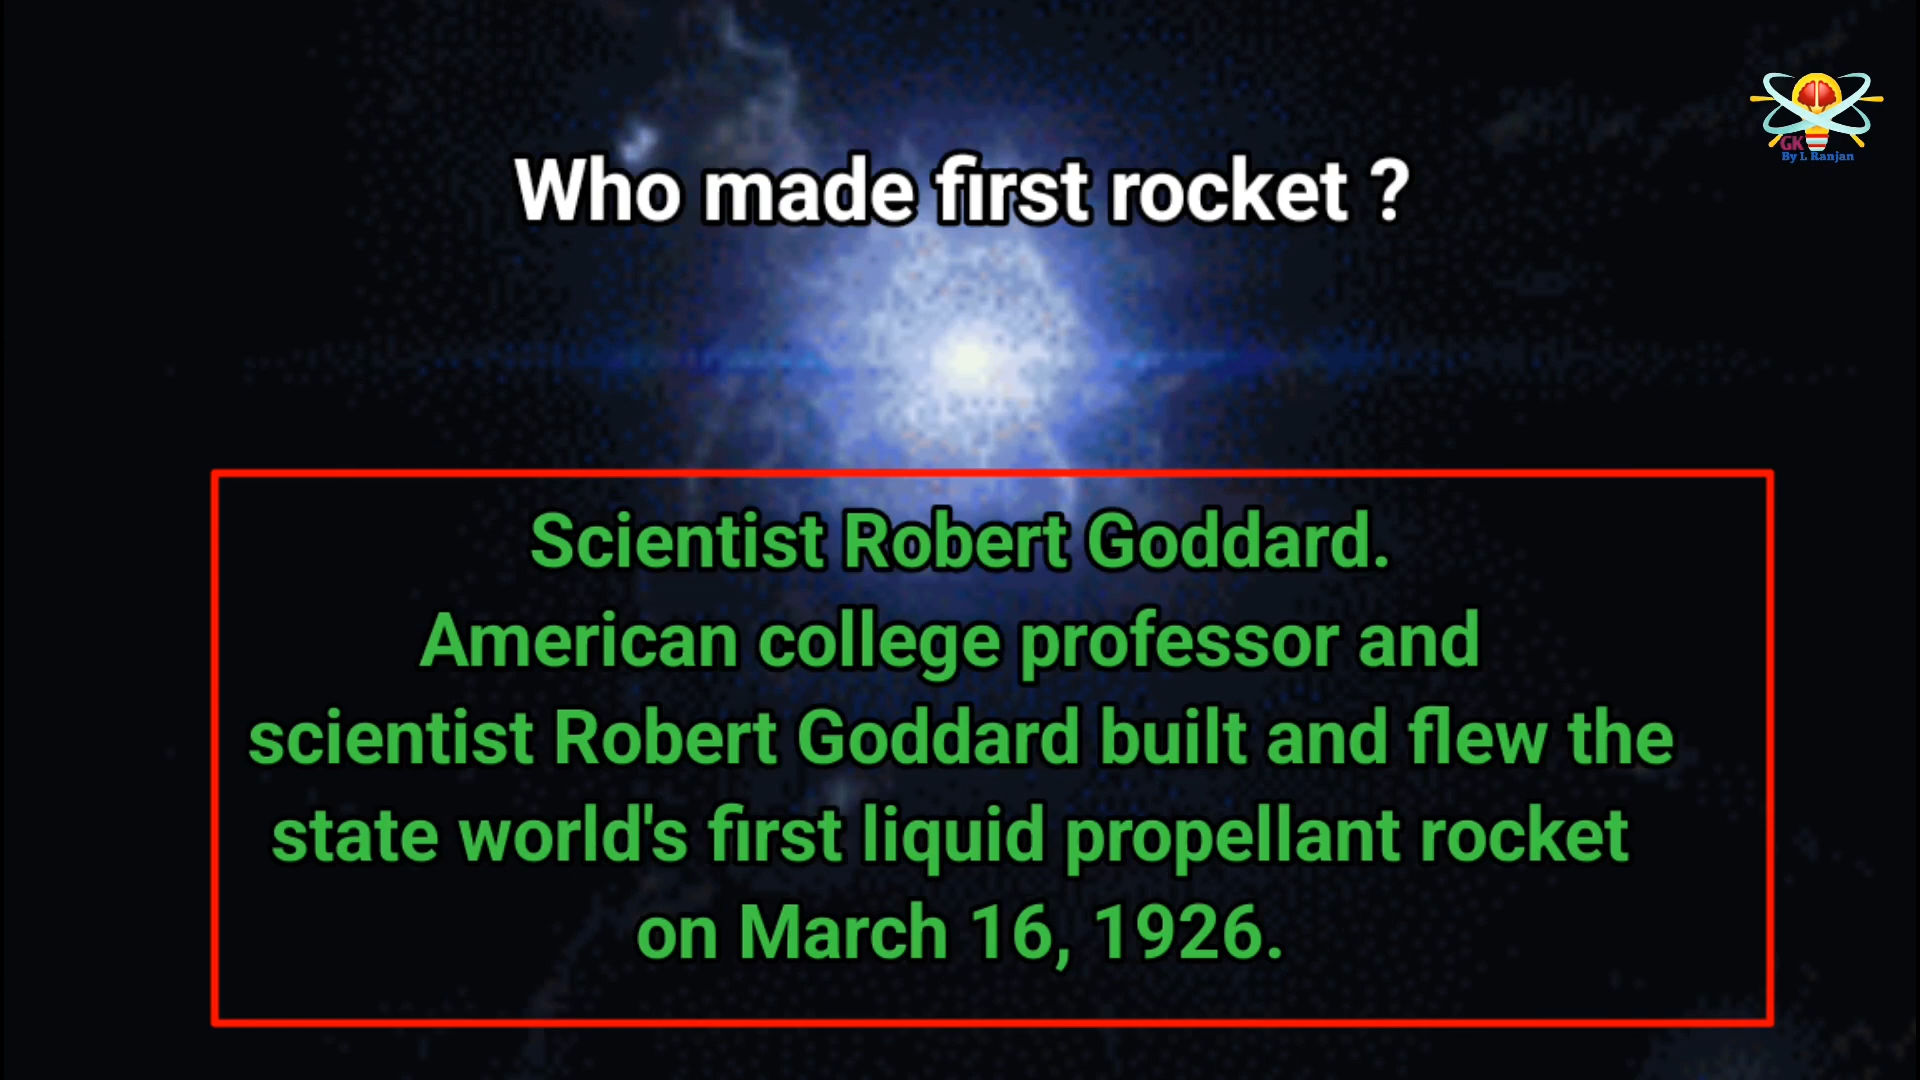 GK
By L Ranjan
Who made first rocket ?
Scientist Robert Goddard.
American college professor and
scientist Robert Goddard built and flew the
state world's first liquid propellant rocket
on March 16, 1926.